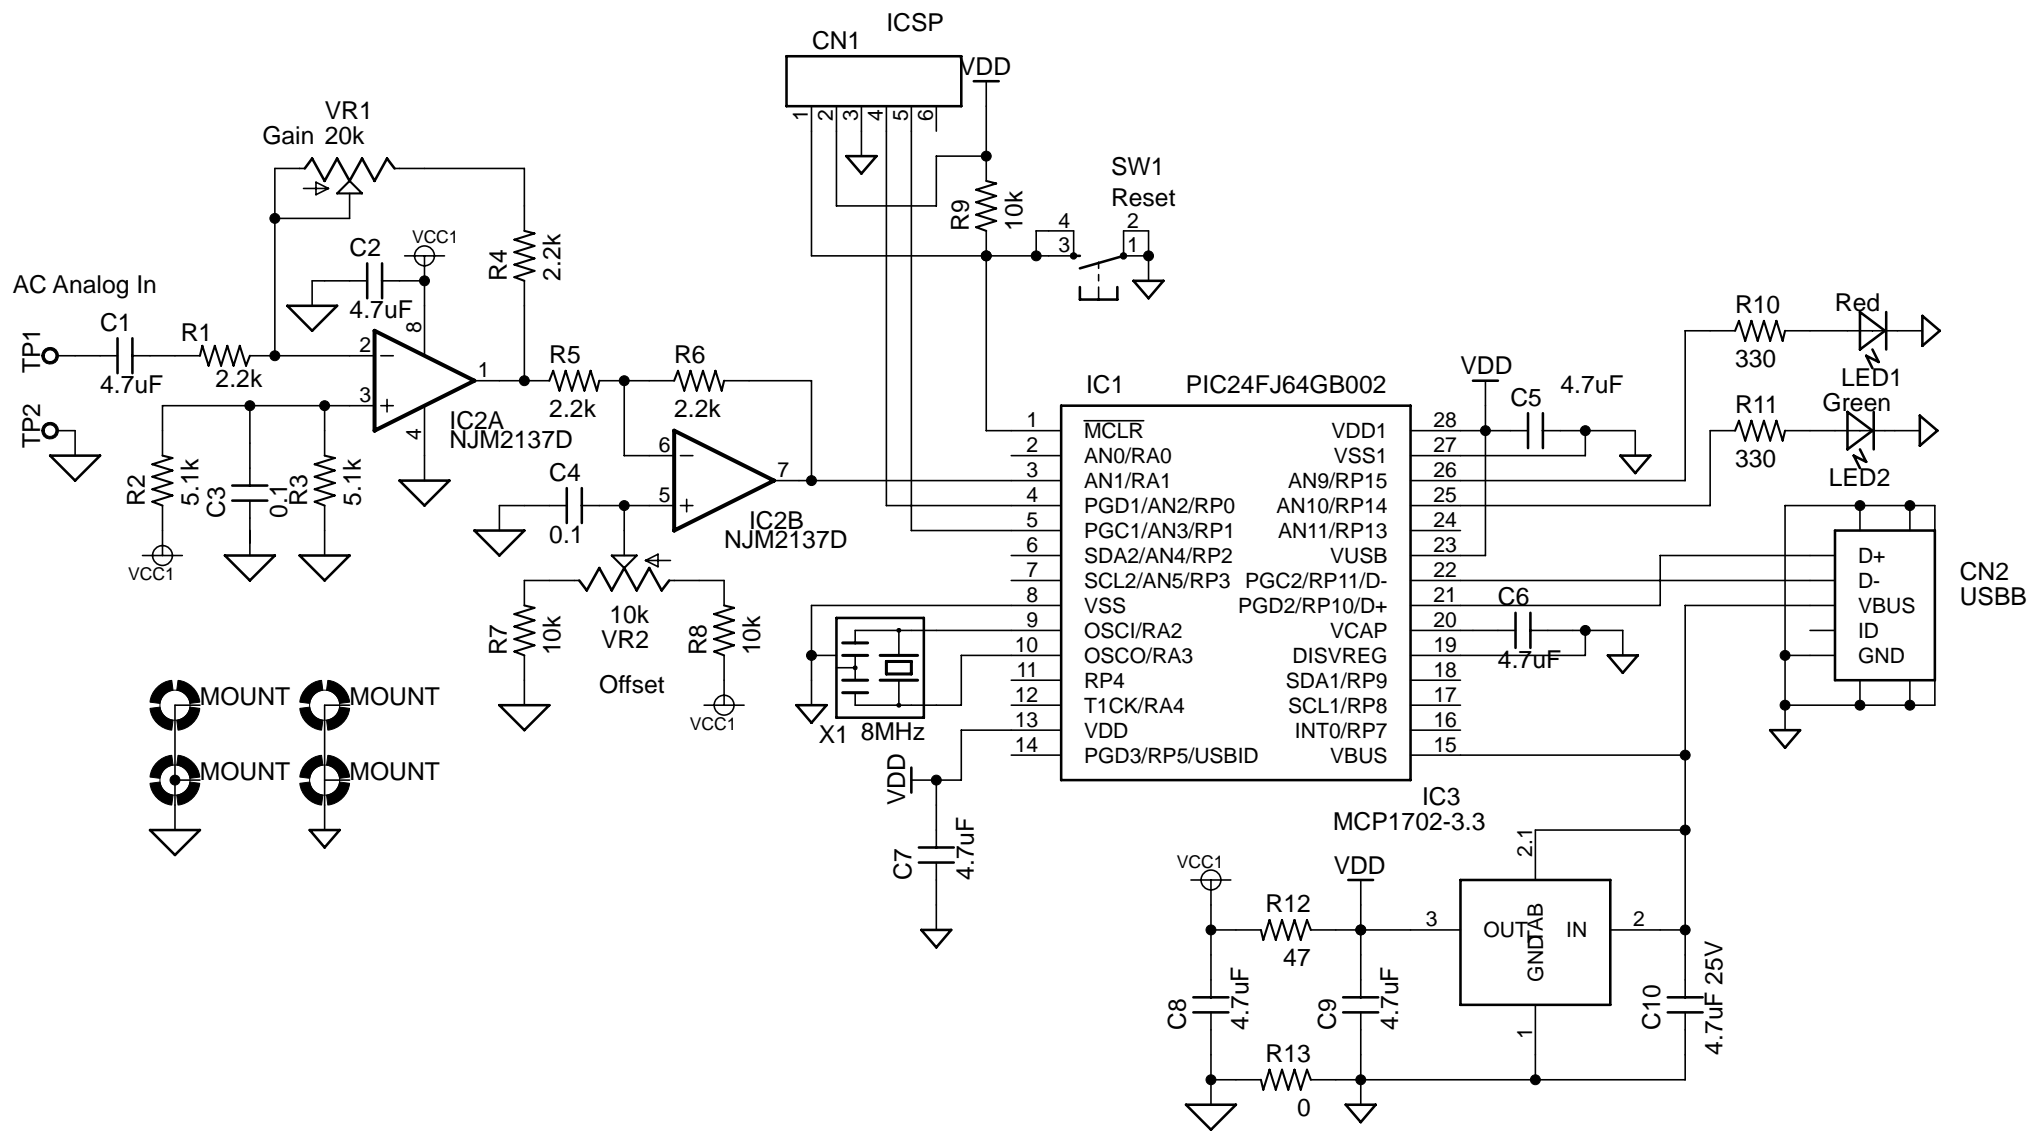 ICSP
CN1
VDD
1
2
3
4
5
6
VR1
Gain 20k
SW1
Reset
R9
10k
4
3
2
1
C2
VCC1
4.7uF
R4
2.2k
AC Analog In
TP1
C1
4.7uF
R1
2.2k
8
2
3
1
4
IC2A
NJM2137D
TP2
R2
5.1k
C3
0.1
R3
5.1k
VCC1
R5
2.2k
R6
2.2k
6
5
7
IC2B
NJM2137D
C4
0.1
10k
VR2
Offset
R7
10k
R8
10k
VCC1
MOUNT
MOUNT
MOUNT
MOUNT
IC1
PIC24FJ64GB002
1 MCLR
2 AN0/RA0
3 AN1/RA1
4 PGD1/AN2/RP0
5 PGC1/AN3/RP1
6 SDA2/AN4/RP2
7 SCL2/AN5/RP3
8 VSS
9 OSCI/RA2
10 OSCO/RA3
11 RP4
12 T1CK/RA4
13 VDD
14 PGD3/RP5/USBID
VDD1 28
VSS1 27
AN9/RP15 26
AN10/RP14 25
AN11/RP13 24
VUSB 23
PGC2/RP11/D- 22
PGD2/RP10/D+ 21
VCAP 20
DISVREG 19
SDA1/RP9 18
SCL1/RP8 17
INT0/RP7 16
VBUS 15
X1 8MHz
VDD
C7
4.7uF
VDD
C5
4.7uF
R10
330
Red
LED1
R11
330
Green
LED2
C6
4.7uF
D+
D-
VBUS
ID
GND
CN2
USBB
IC3
MCP1702-3.3
2.1
VCC1
VDD
R12
47
3
OUT
TAB
GND
IN
2
1
C8
4.7uF
C9
4.7uF
C10
4.7uF 25V
R13
0